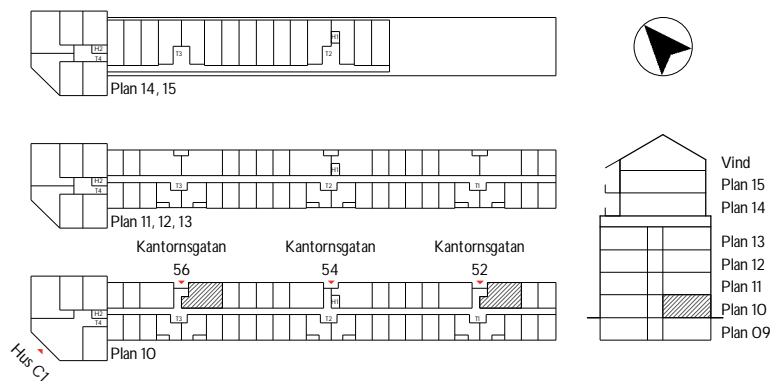 H2
T4
T3
H1
T2
Plan 14, 15
H2
T4
T3
H1
T2
T1
Plan 11, 12, 13
Kantornsgatan
56
Kantornsgatan
54
Kantornsgatan
52
H2
T4
T3
H1
T2
T1
Plan 10
Hus C1
Vind
Plan 15
Plan 14
Plan 13
Plan 12
Plan 11
Plan 10
Plan 09